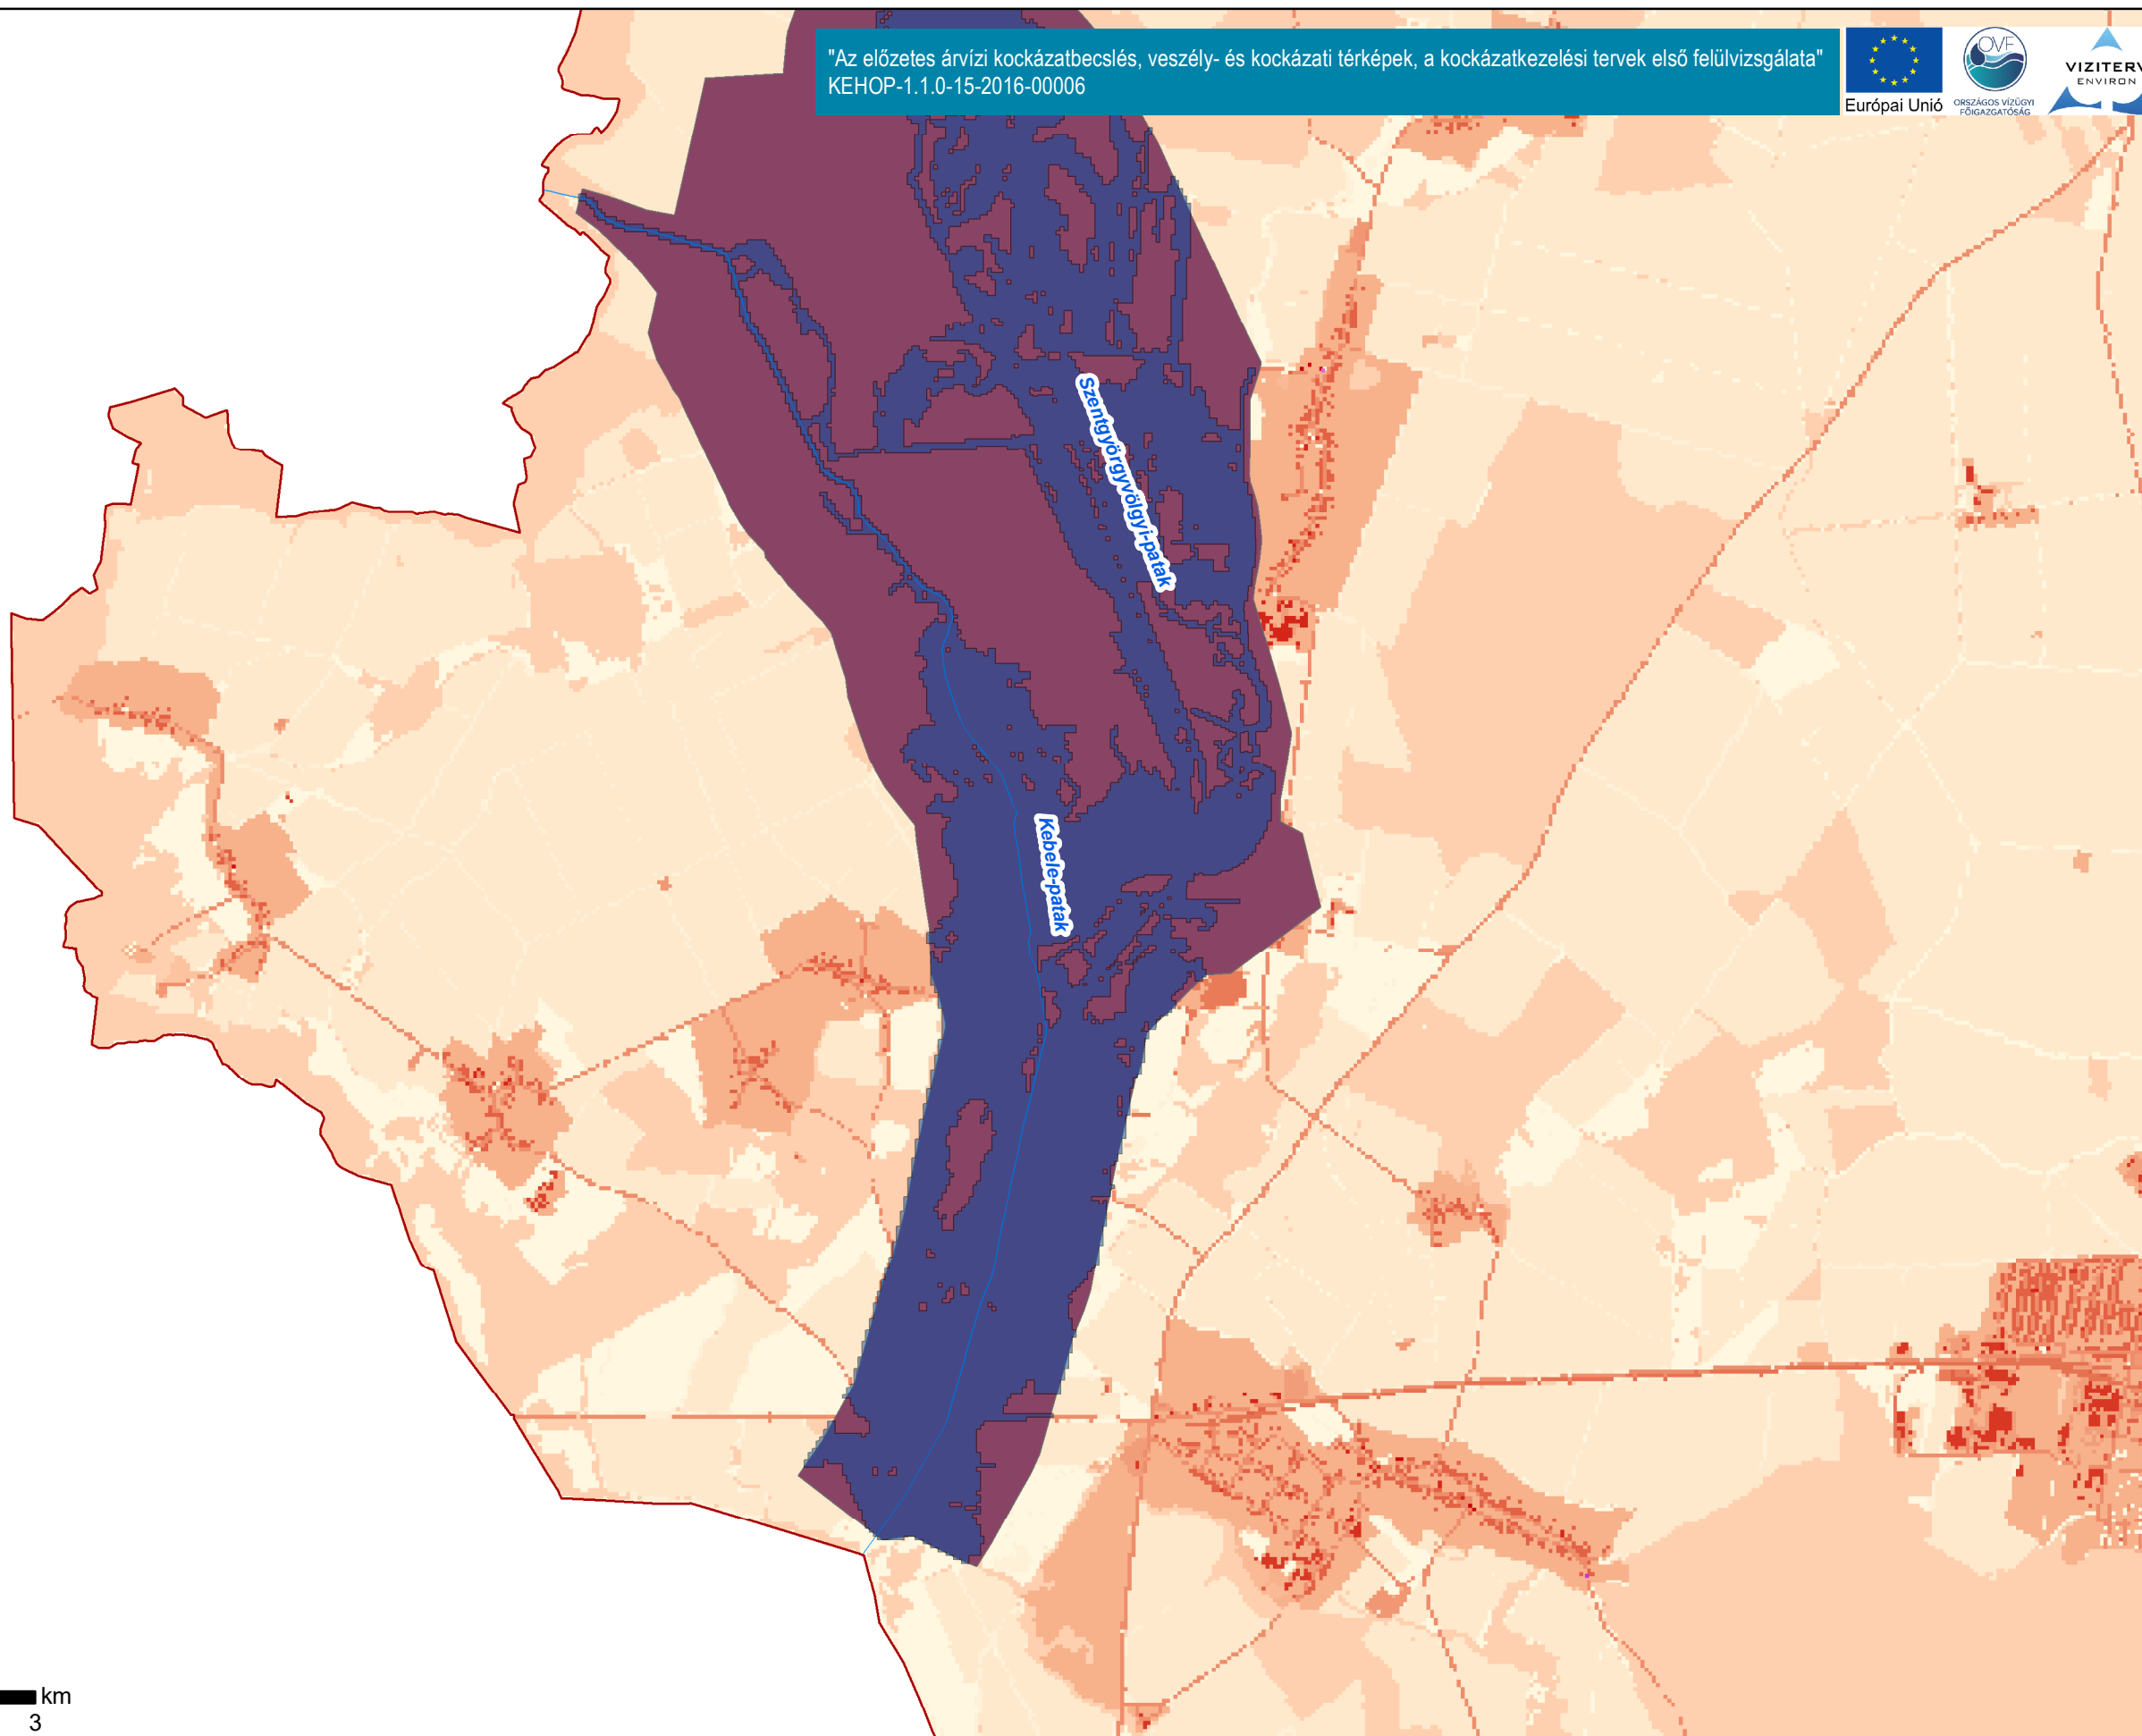 "Az előzetes árvízi kockázatbecslés, veszély- és kockázati térképek, a kockázatkezelési tervek első felülvizsgálata"
KEHOP-1.1.0-15-2016-00006
Európai Unió
OVF
ORSZÁGOS VÍZÜGYI
FŐIGAZGATÓSÁG
VIZITERV
ENVIRON
Szentgyörgyvölgyi-patak
Kebele-patak
km
3